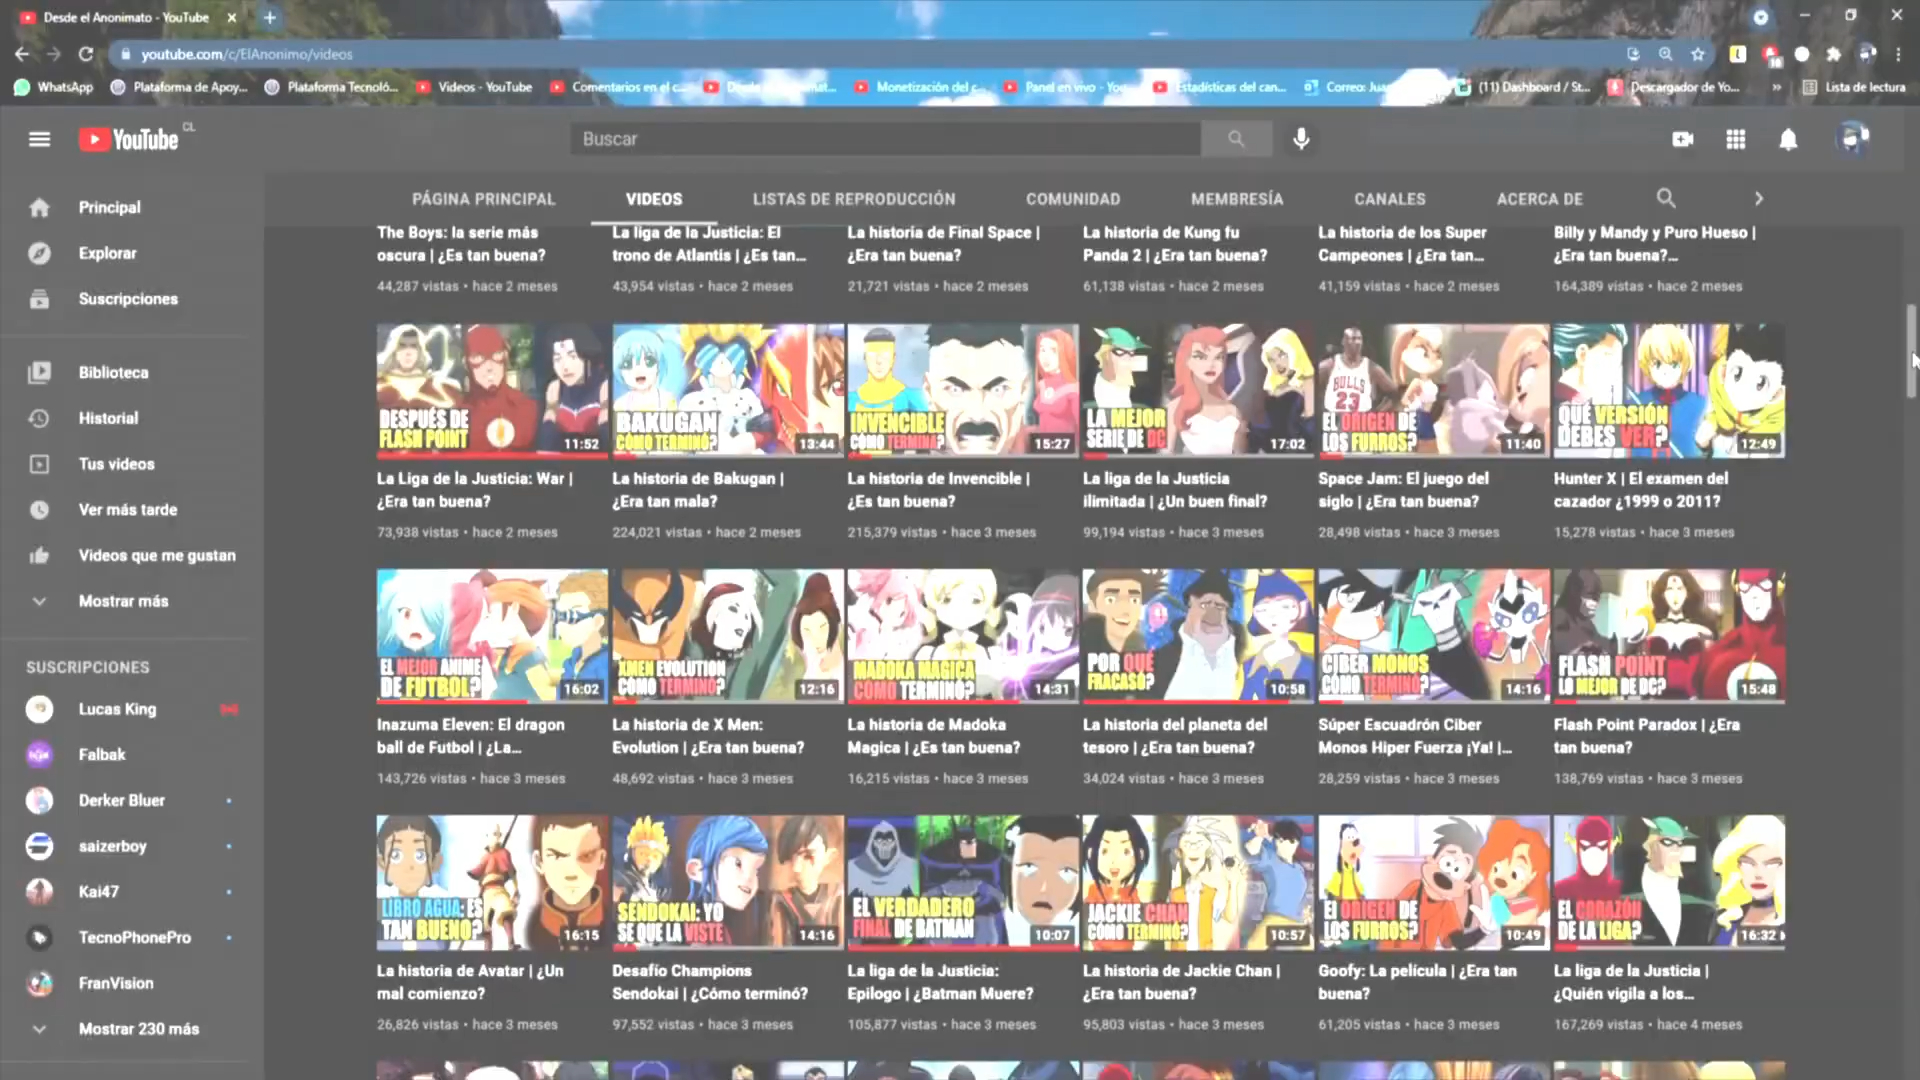 Desde el Anonimato - YouTube
youtube.com/c/ElAnonimo/videos
WhatsApp
Plataforma de Apoy...
Plataforma Tecnoló...
Videos - YouTube
Comentarios en el c...
Monetización del c...
Panel en vivo - You
Estadísticas del can...
Correo: Jua
(11) Dashboard / St...
Descargador de Yo...
Lista de lectura
YouTube CL
Buscar
PÁGINA PRINCIPAL
VIDEOS
LISTAS DE REPRODUCCIÓN
COMUNIDAD
MEMBRESÍA
CANALES
ACERCA DE
Principal
Explorar
Suscripciones
Biblioteca
Historial
Tus videos
Ver más tarde
Videos que me gustan
Mostrar más
SUSCRIPCIONES
Lucas King
Falbak
Derker Bluer
saizerboy
Kai47
TecnoPhonePro
FranVision
Mostrar 230 más
The Boys: la serie más
oscura | ¿Es tan buena?
44,287 vistas • hace 2 meses
La liga de la Justicia: El
trono de Atlantis | ¿Es tan...
43,954 vistas • hace 2 meses
La historia de Final Space |
¿Era tan buena?
21,721 vistas • hace 2 meses
La historia de Kung fu
Panda 2 | ¿Era tan buena?
61,138 vistas • hace 2 meses
La historia de los Super
Campeones | ¿Era tan...
41,159 vistas • hace 2 meses
Billy y Mandy y Puro Hueso |
¿Era tan buena?...
164,389 vistas • hace 2 meses
DESPUÉS DE
FLASH POINT
11:52
La Liga de la Justicia: War |
¿Era tan buena?
73,938 vistas • hace 2 meses
BAKUGAN
CÓMO TERMINÓ?
13:44
La historia de Bakugan |
¿Era tan mala?
224,021 vistas • hace 2 meses
INVENCIBLE
CÓMO TERMINA?
15:27
La historia de Invencible |
¿Es tan buena?
215,379 vistas • hace 3 meses
LA MEJOR
SERIE DE DC
17:02
La liga de la Justicia
ilimitada | ¿Un buen final?
99,194 vistas • hace 3 meses
BULLS
23
EL ORIGEN DE
LOS FURROS?
11:40
Space Jam: El juego del
siglo | ¿Era tan buena?
28,498 vistas • hace 3 meses
QUÉ VERSIÓN
DEBES VER?
12:49
Hunter X | El examen del
cazador ¿1999 o 2011?
15,278 vistas • hace 3 meses
EL MEJOR ANIME
DE FUTBOL?
16:02
Inazuma Eleven: El dragon
ball de Futbol | ¿La...
143,726 vistas • hace 3 meses
XMEN EVOLUTION
CÓMO TERMINÓ?
12:16
La historia de X Men:
Evolution | ¿Era tan buena?
48,692 vistas • hace 3 meses
MADOKA MAGICA
CÓMO TERMINÓ?
14:31
La historia de Madoka
Magica | ¿Es tan buena?
16,215 vistas • hace 3 meses
POR QUÉ
FRACASÓ?
10:58
La historia del planeta del
tesoro | ¿Era tan buena?
34,024 vistas • hace 3 meses
CIBER MONOS
CÓMO TERMINÓ?
14:16
Súper Escuadrón Ciber
Monos Hiper Fuerza ¡Ya! |...
28,259 vistas • hace 3 meses
FLASH POINT
LO MEJOR DE DC?
15:48
Flash Point Paradox | ¿Era
tan buena?
138,769 vistas • hace 3 meses
LIBRO AGUA: ES
TAN BUENO?
16:15
La historia de Avatar | ¿Un
mal comienzo?
26,826 vistas • hace 3 meses
SENDOKAI: YO
SE QUE LA VISTE
14:16
Desafío Champions
Sendokai | ¿Cómo terminó?
97,552 vistas • hace 3 meses
EL VERDADERO
FINAL DE BATMAN
10:07
La liga de la Justicia:
Epilogo | ¿Batman Muere?
105,877 vistas • hace 3 meses
JACKIE CHAN
CÓMO TERMINÓ?
10:57
La historia de Jackie Chan |
¿Era tan buena?
95,803 vistas • hace 3 meses
EL ORIGEN DE
LOS FURROS?
10:49
Goofy: La película | ¿Era tan
buena?
61,205 vistas • hace 3 meses
EL CORAZÓN
DE LA LIGA?
16:32
La liga de la Justicia |
¿Quién vigila a los...
167,269 vistas • hace 4 meses